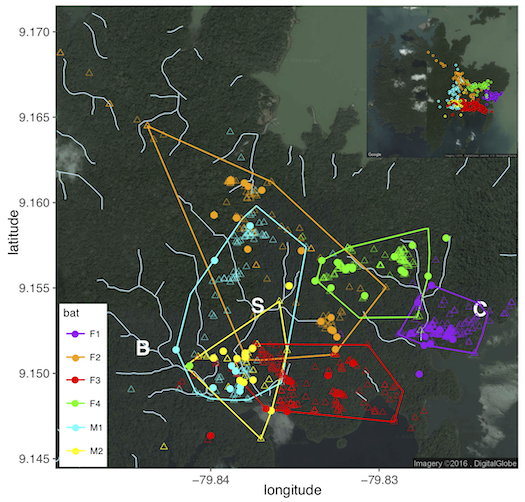 9.170
9.165
9.160
9.155
9.150
9.145
latitude
Google
S
C
B
bat
F1
F2
F3
F4
M1
M2
Imagery ©2016 , DigitalGlobe
−79.84
−79.83
longitude